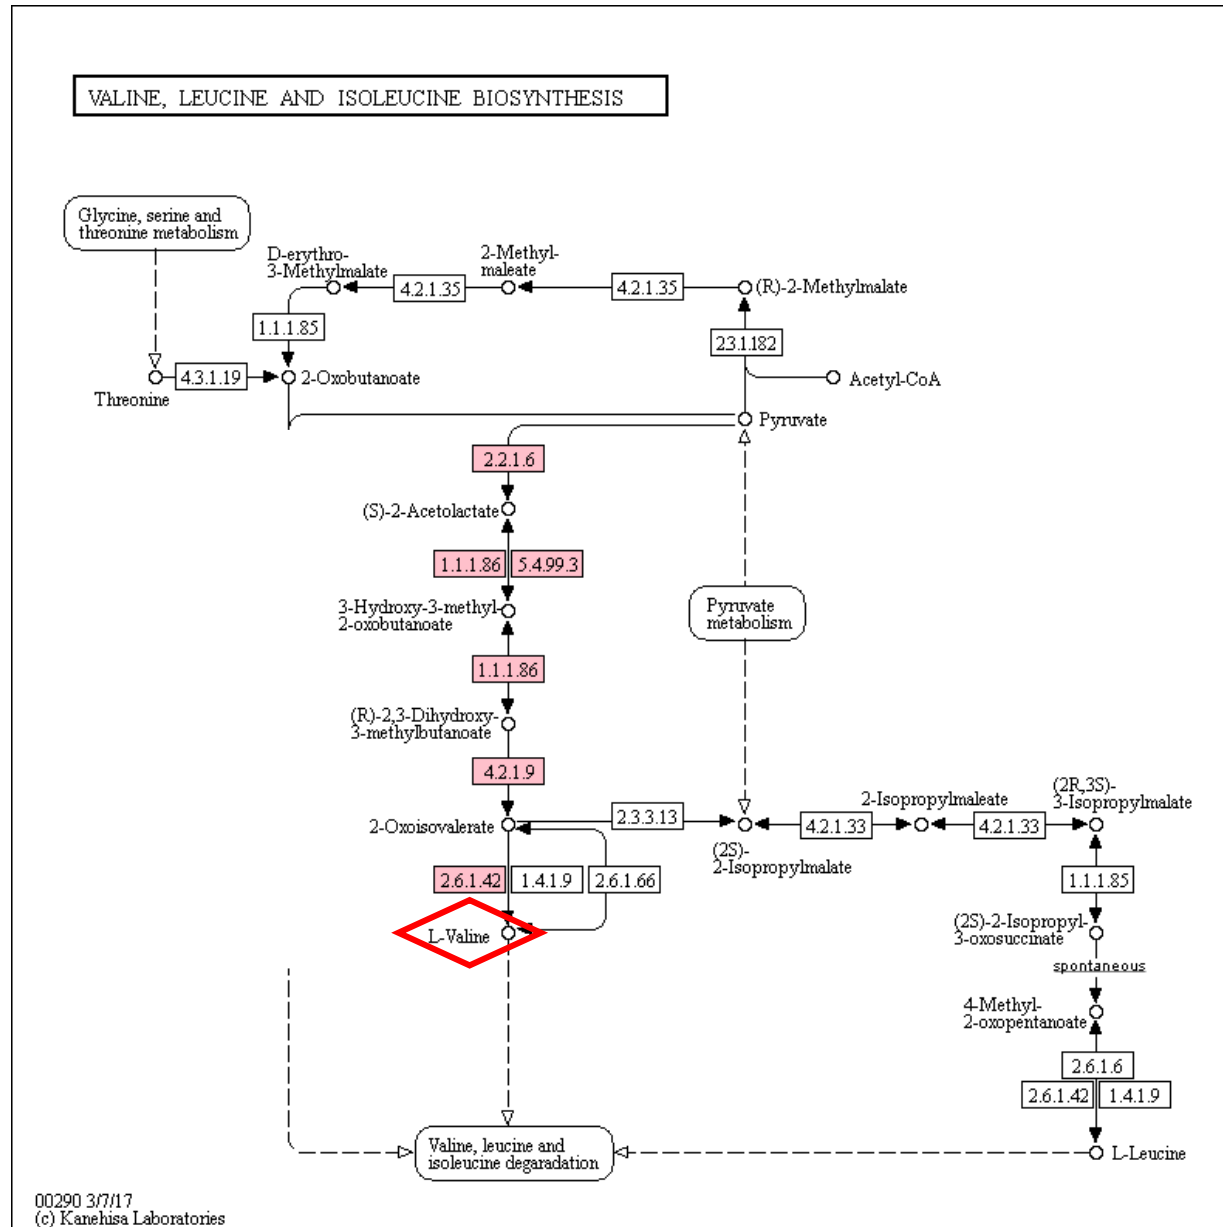 VALINE, LEUCINE AND ISOLEUCINE BIOSYNTHESIS
Glycine, serine and
threonine metabolism
D-erythro-
3-Methylmalate
2-Methyl-
maleate
4.2.1.35
4.2.1.35
(R)-2-Methylmalate
1.1.1.85
2.3.1.182
4.3.1.19
2-Oxobutanoate
Acetyl-CoA
Threonine
Pyruvate
2.2.1.6
(S)-2-Acetolactate
1.1.1.86
5.4.99.3
3-Hydroxy-3-methyl-
2-oxobutanoate
Pyruvate
metabolism
1.1.1.86
(R)-2,3-Dihydroxy-
3-methylbutanoate
4.2.1.9
2-Oxoisovalerate
2.3.3.13
(2S)-
2-Isopropylmalate
4.2.1.33
2-Isopropylmaleate
4.2.1.33
(2R,3S)-
3-Isopropylmalate
2.6.1.42
1.4.1.9
2.6.1.66
1.1.1.85
L-Valine
(2S)-2-Isopropyl-
3-oxosuccinate
spontaneous
4-Methyl-
2-oxopentanoate
2.6.1.6
2.6.1.42
1.4.1.9
Valine, leucine and
isoleucine degaradation
L-Leucine
00290 3/7/17
(c) Kanehisa Laboratories